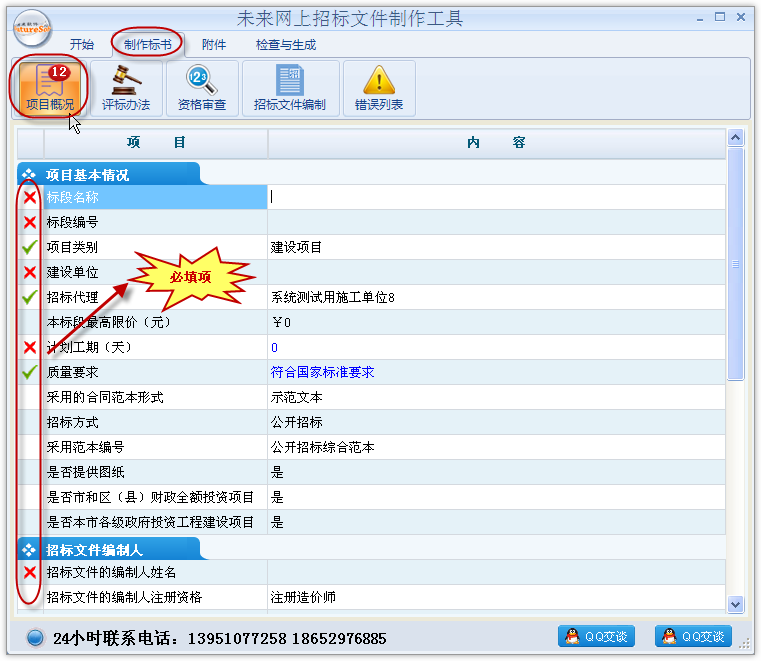 未来网上招标文件制作工具
开始 制作标书 附件 检查与生成
12
项目概况 评标办法 资格审查 招标文件编制 错误列表
项 目 内 容
项目基本情况
标段名称
标段编号
项目类别 建设项目
建设单位
必填项
招标代理 系统测试用施工单位8
本标段最高限价（元） ￥0
计划工期（天） 0
质量要求 符合国家标准要求
采用的合同范本形式 示范文本
招标方式 公开招标
采用范本编号 公开招标综合范本
是否提供图纸 是
是否市和区（县）财政全额投资项目 是
是否本市各级政府投资工程建设项目 是
招标文件编制人
招标文件的编制人姓名
招标文件的编制人注册资格 注册造价师
24小时联系电话：13951077258 18652976885 QQ交谈 QQ交谈